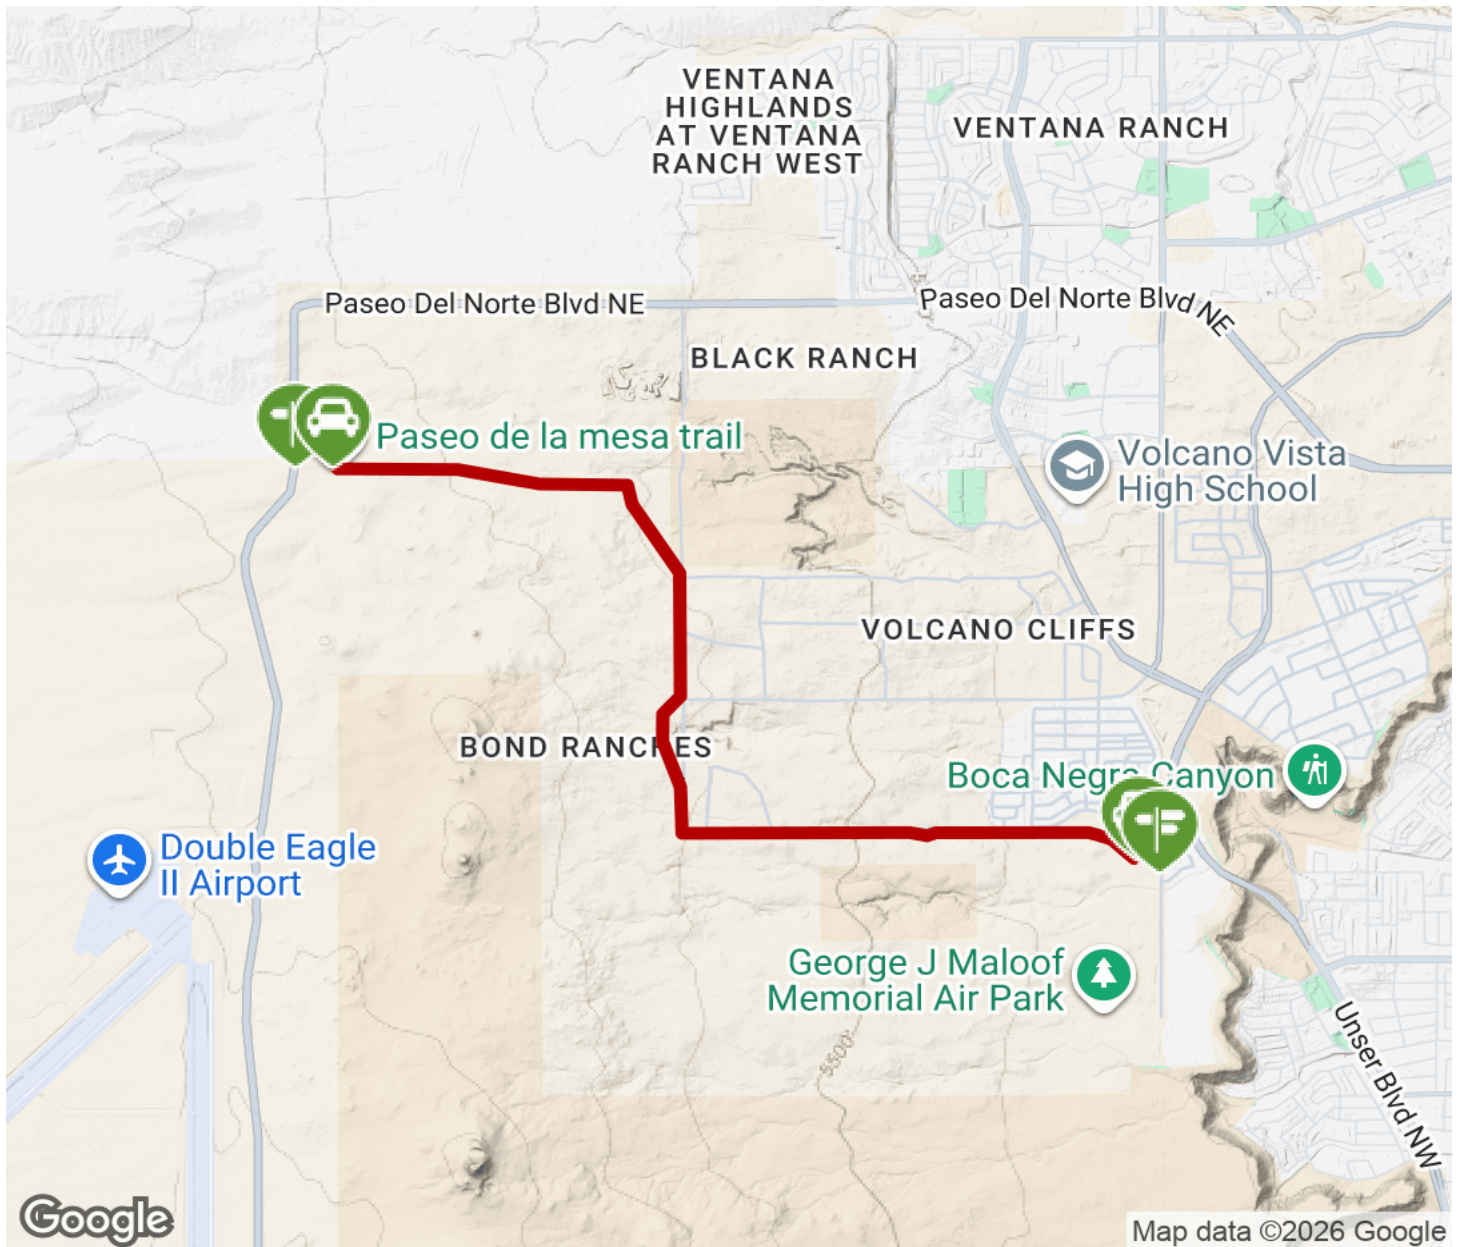 VENTANA
HIGHLANDS
AT VENTANA
RANCH WEST
VENTANA RANCH
Paseo Del Norte Blvd NE
Paseo Del Norte Blvd NE
BLACK RANCH
Paseo de la mesa trail
Volcano Vista
High School
VOLCANO CLIFFS
BOND RANCHES
Boca Negra Canyon
Double Eagle
II Airport
George J Maloof
Memorial Air Park
5500'
Unser Blvd NW
Google
Map data ©2026 Google